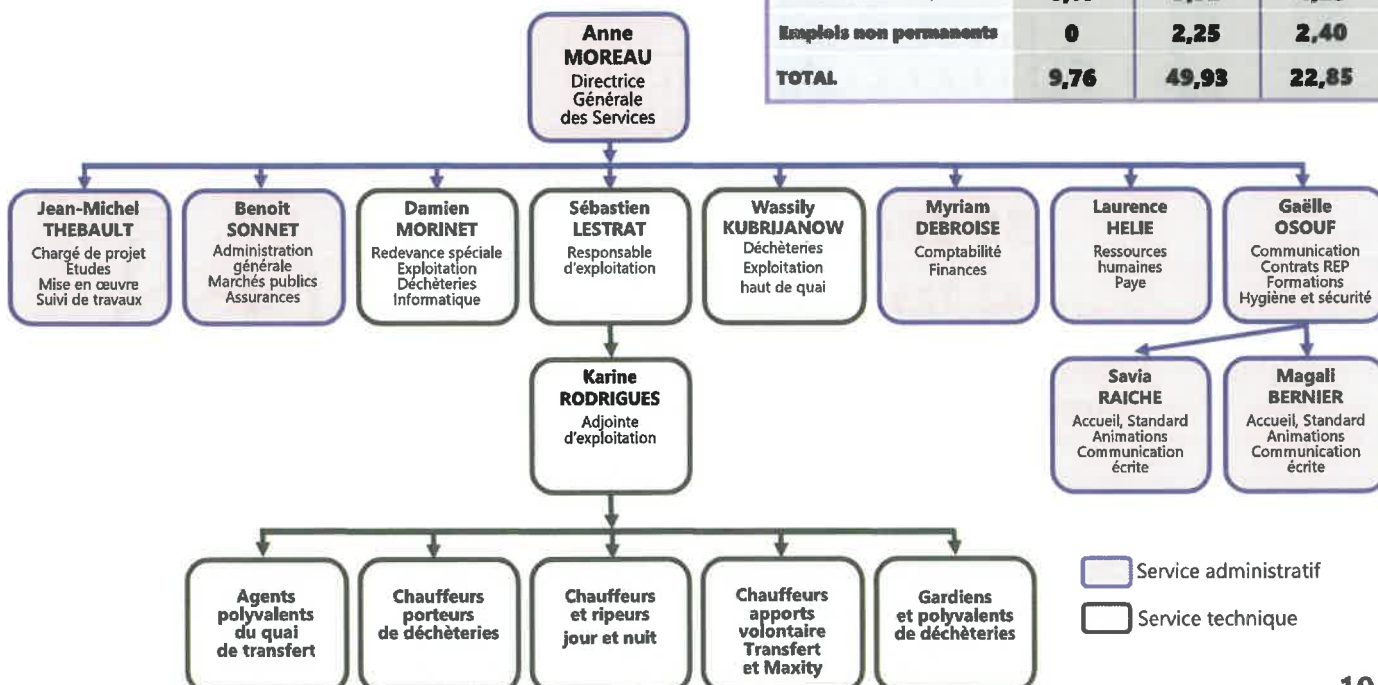 Emplois non permanents 0 2,25 2,40
TOTAL 9,76 49,93 22,85
Anne
MOREAU
Directrice
Générale
des Services
Jean-Michel
THEBAULT
Chargé de projet
Etudes
Mise en œuvre
Suivi de travaux
Benoit
SONNET
Administration
générale
Marchés publics
Assurances
Damien
MORINET
Redevance spéciale
Exploitation
Déchèteries
Informatique
Sébastien
LESTRAT
Responsable
d'exploitation
Wassily
KUBRIJANOW
Déchèteries
Exploitation
haut de quai
Myriam
DEBROISE
Comptabilité
Finances
Laurence
HELIE
Ressources
humaines
Paye
Gaëlle
OSOUF
Communication
Contrats REP
Formations
Hygiène et sécurité
Karine
RODRIGUES
Adjointe
d'exploitation
Savia
RAICHE
Accueil, Standard
Animations
Communication
écrite
Magali
BERNIER
Accueil, Standard
Animations
Communication
écrite
Agents
polyvalents
du quai
de transfert
Chauffeurs
porteurs
de déchèteries
Chauffeurs
et ripeurs
jour et nuit
Chauffeurs
apports
volontaire
Transfert
et Maxity
Gardiens
et polyvalents
de déchèteries
Service administratif
Service technique